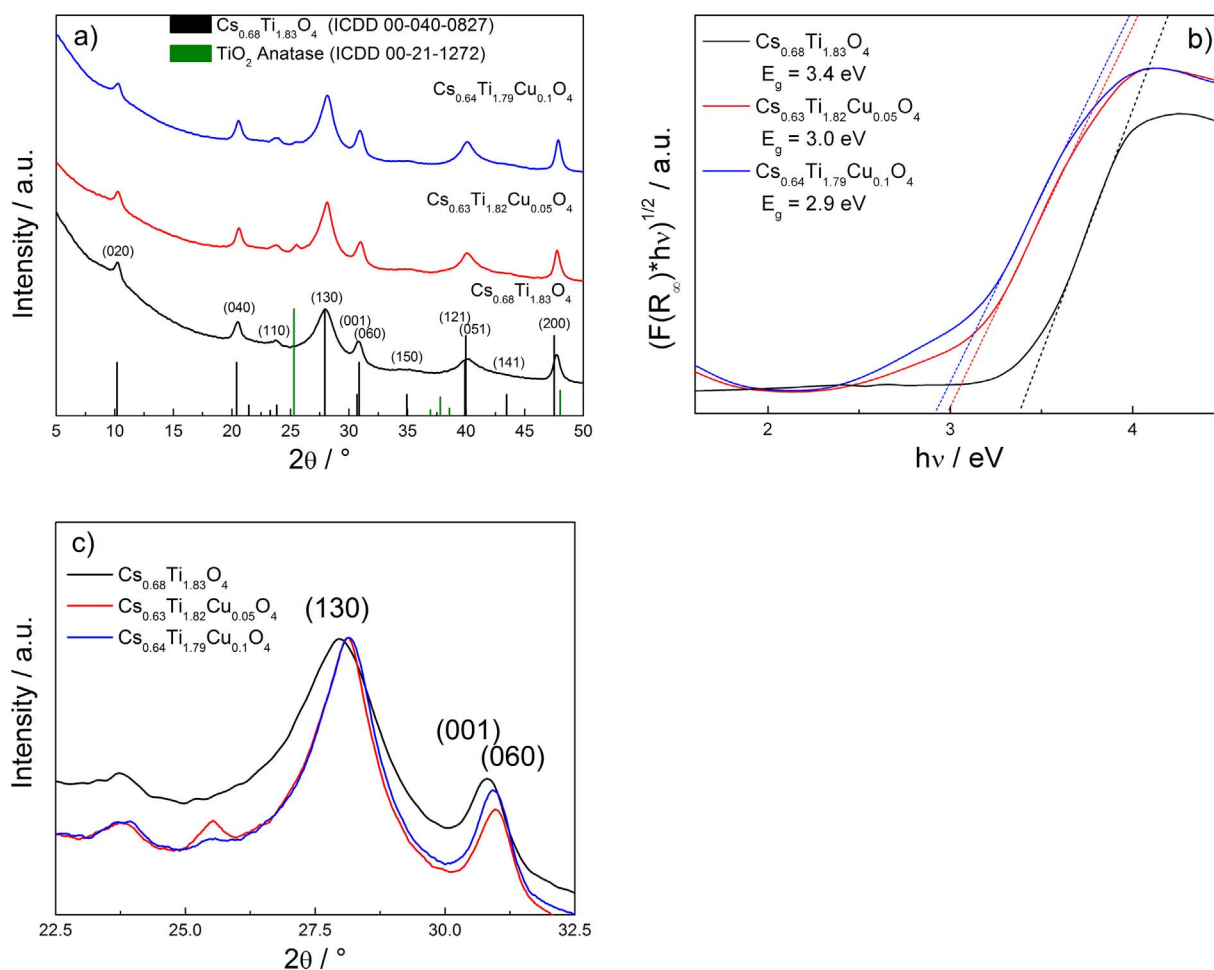 a)
Cs0.68Ti1.83O4 (ICDD 00-040-0827)
TiO2 Anatase (ICDD 00-21-1272)
Cs0.64Ti1.79Cu0.1O4
Cs0.63Ti1.82Cu0.05O4
Cs0.68Ti1.83O4
(020)
(040)
(110)
(130)
(001)
(060)
(150)
(121)
(051)
(141)
(200)
Intensity / a.u.
5 10 15 20 25 30 35 40 45 50
2θ / °
b)
Cs0.68Ti1.83O4
Eg = 3.4 eV
Cs0.63Ti1.82Cu0.05O4
Eg = 3.0 eV
Cs0.64Ti1.79Cu0.1O4
Eg = 2.9 eV
(F(R∞)*hν)1/2 / a.u.
2 3 4
hν / eV
c)
Cs0.68Ti1.83O4
Cs0.63Ti1.82Cu0.05O4
Cs0.64Ti1.79Cu0.1O4
(130)
(001)
(060)
Intensity / a.u.
22.5 25.0 27.5 30.0 32.5
2θ / °